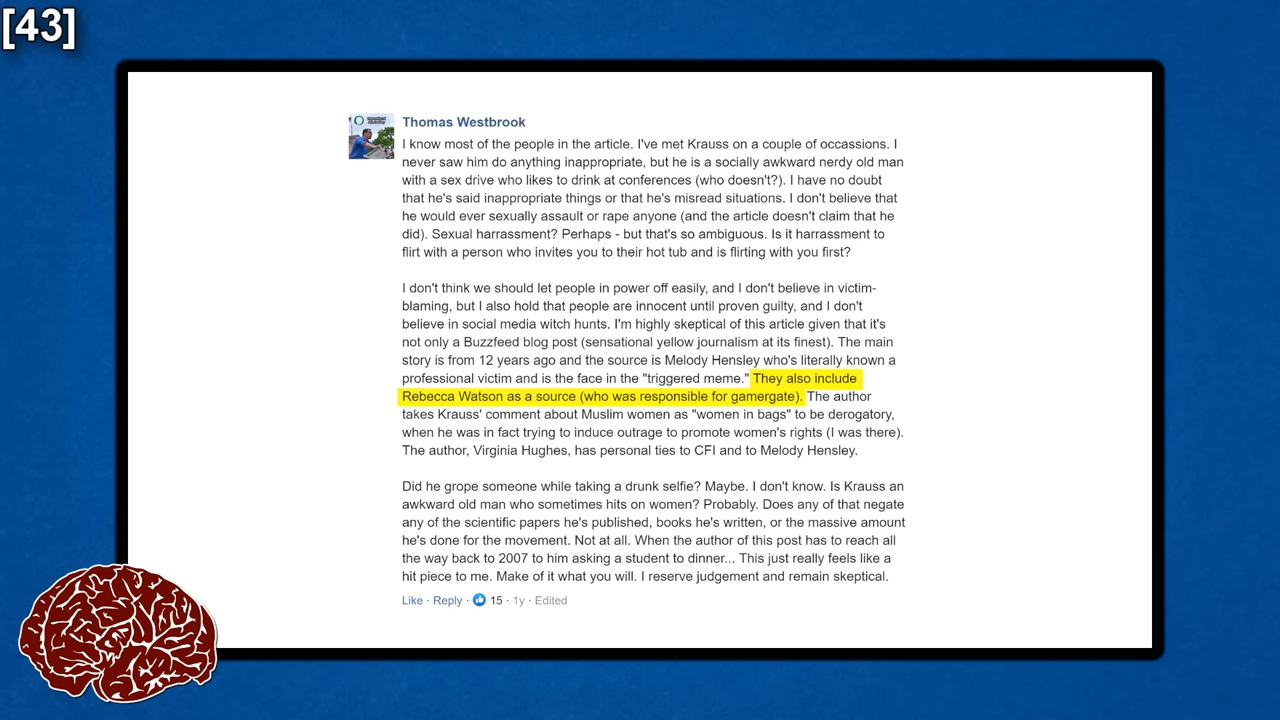 [43]
Thomas Westbrook
I know most of the people in the article. I've met Krauss on a couple of occassions. I
never saw him do anything inappropriate, but he is a socially awkward nerdy old man
with a sex drive who likes to drink at conferences (who doesn't?). I have no doubt
that he's said inappropriate things or that he's misread situations. I don't believe that
he would ever sexually assault or rape anyone (and the article doesn't claim that he
did). Sexual harrassment? Perhaps - but that's so ambiguous. Is it harrassment to
flirt with a person who invites you to their hot tub and is flirting with you first?
I don't think we should let people in power off easily, and I don't believe in victim-
blaming, but I also hold that people are innocent until proven guilty, and I don't
believe in social media witch hunts. I'm highly skeptical of this article given that it's
not only a Buzzfeed blog post (sensational yellow journalism at its finest). The main
story is from 12 years ago and the source is Melody Hensley who's literally known a
professional victim and is the face in the "triggered meme." They also include
Rebecca Watson as a source (who was responsible for gamergate). The author
takes Krauss' comment about Muslim women as "women in bags" to be derogatory,
when he was in fact trying to induce outrage to promote women's rights (I was there).
The author, Virginia Hughes, has personal ties to CFI and to Melody Hensley.
Did he grope someone while taking a drunk selfie? Maybe. I don't know. Is Krauss an
awkward old man who sometimes hits on women? Probably. Does any of that negate
any of the scientific papers he's published, books he's written, or the massive amount
he's done for the movement. Not at all. When the author of this post has to reach all
the way back to 2007 to him asking a student to dinner... This just really feels like a
hit piece to me. Make of it what you will. I reserve judgement and remain skeptical.
Like · Reply · 15 · 1y · Edited